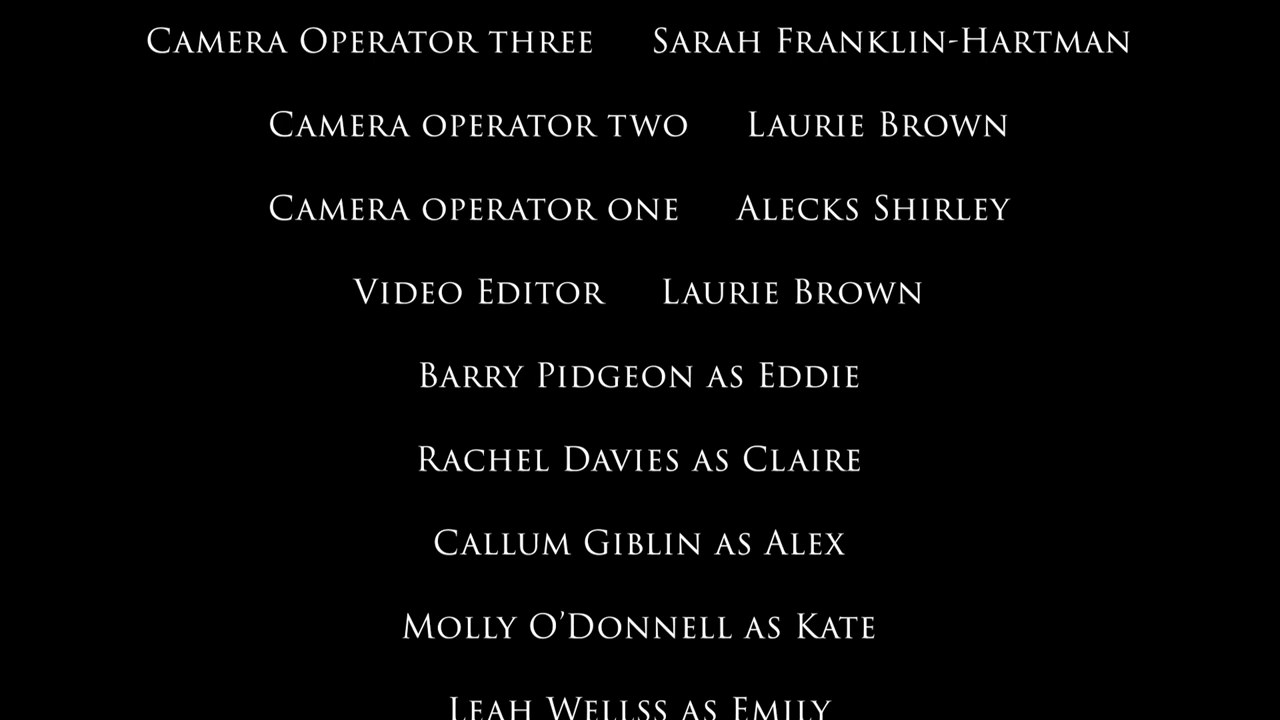 Camera Operator three Sarah Franklin-Hartman
Camera operator two Laurie Brown
Camera operator one Alecks Shirley
Video Editor Laurie Brown
Barry Pidgeon as Eddie
Rachel Davies as Claire
Callum Giblin as Alex
Molly O’Donnell as Kate
Leah Wellss as Emily